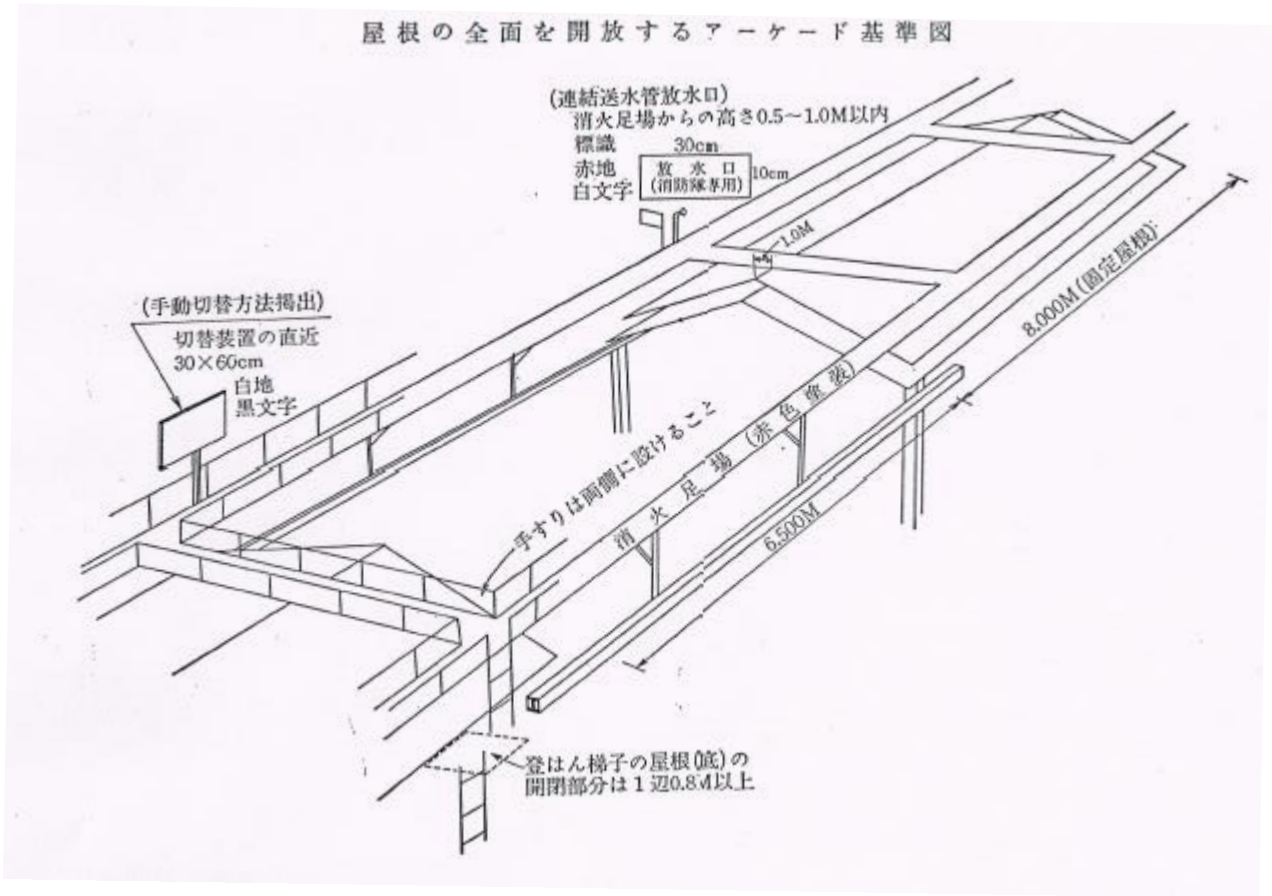 屋根の全面を開放するアーケード基準図
(連結送水管放水口)
消火足場からの高さ0.5～1.0M以内
標識 30cm
赤地
白文字
放水口
(消防隊専用)
10cm
1.0M
(手動切替方法掲出)
切替装置の直近
30×60cm
白地
黒文字
8.000M(固定屋根)
手すりは両側に設けること
消火足場(赤色塗装)
6.500M
登はん梯子の屋根(底)の
開閉部分は1辺0.8M以上